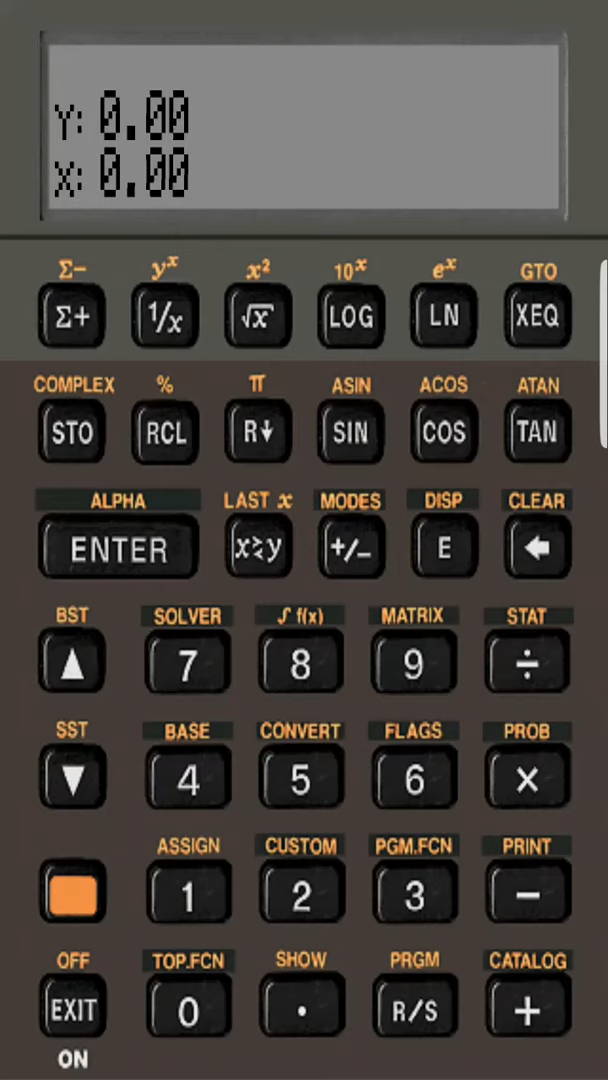 Y: 0.00
X: 0.00
Σ− yˣ x² 10ˣ eˣ GTO
Σ+ 1/x √x LOG LN XEQ
COMPLEX % π ASIN ACOS ATAN
STO RCL R↓ SIN COS TAN
ALPHA LAST x MODES DISP CLEAR
ENTER x≷y +/− E ←
BST SOLVER ∫f(x) MATRIX STAT
▲ 7 8 9 ÷
SST BASE CONVERT FLAGS PROB
▼ 4 5 6 ×
ASSIGN CUSTOM PGM.FCN PRINT
1 2 3 −
OFF TOP.FCN SHOW PRGM CATALOG
EXIT 0 . R/S +
ON